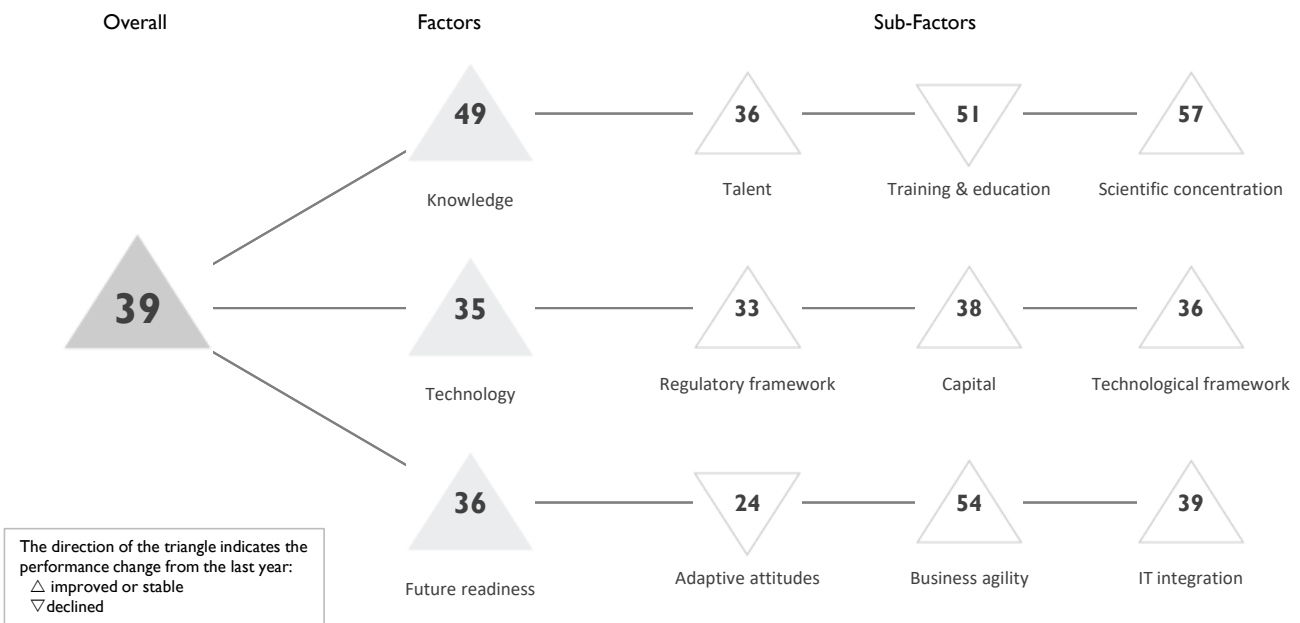 Overall
Factors
Sub-Factors
49
36
51
57
Knowledge
Talent
Training & education
Scientific concentration
39
35
33
38
36
Technology
Regulatory framework
Capital
Technological framework
36
24
54
39
Future readiness
Adaptive attitudes
Business agility
IT integration
The direction of the triangle indicates the
performance change from the last year:
△ improved or stable
▽ declined